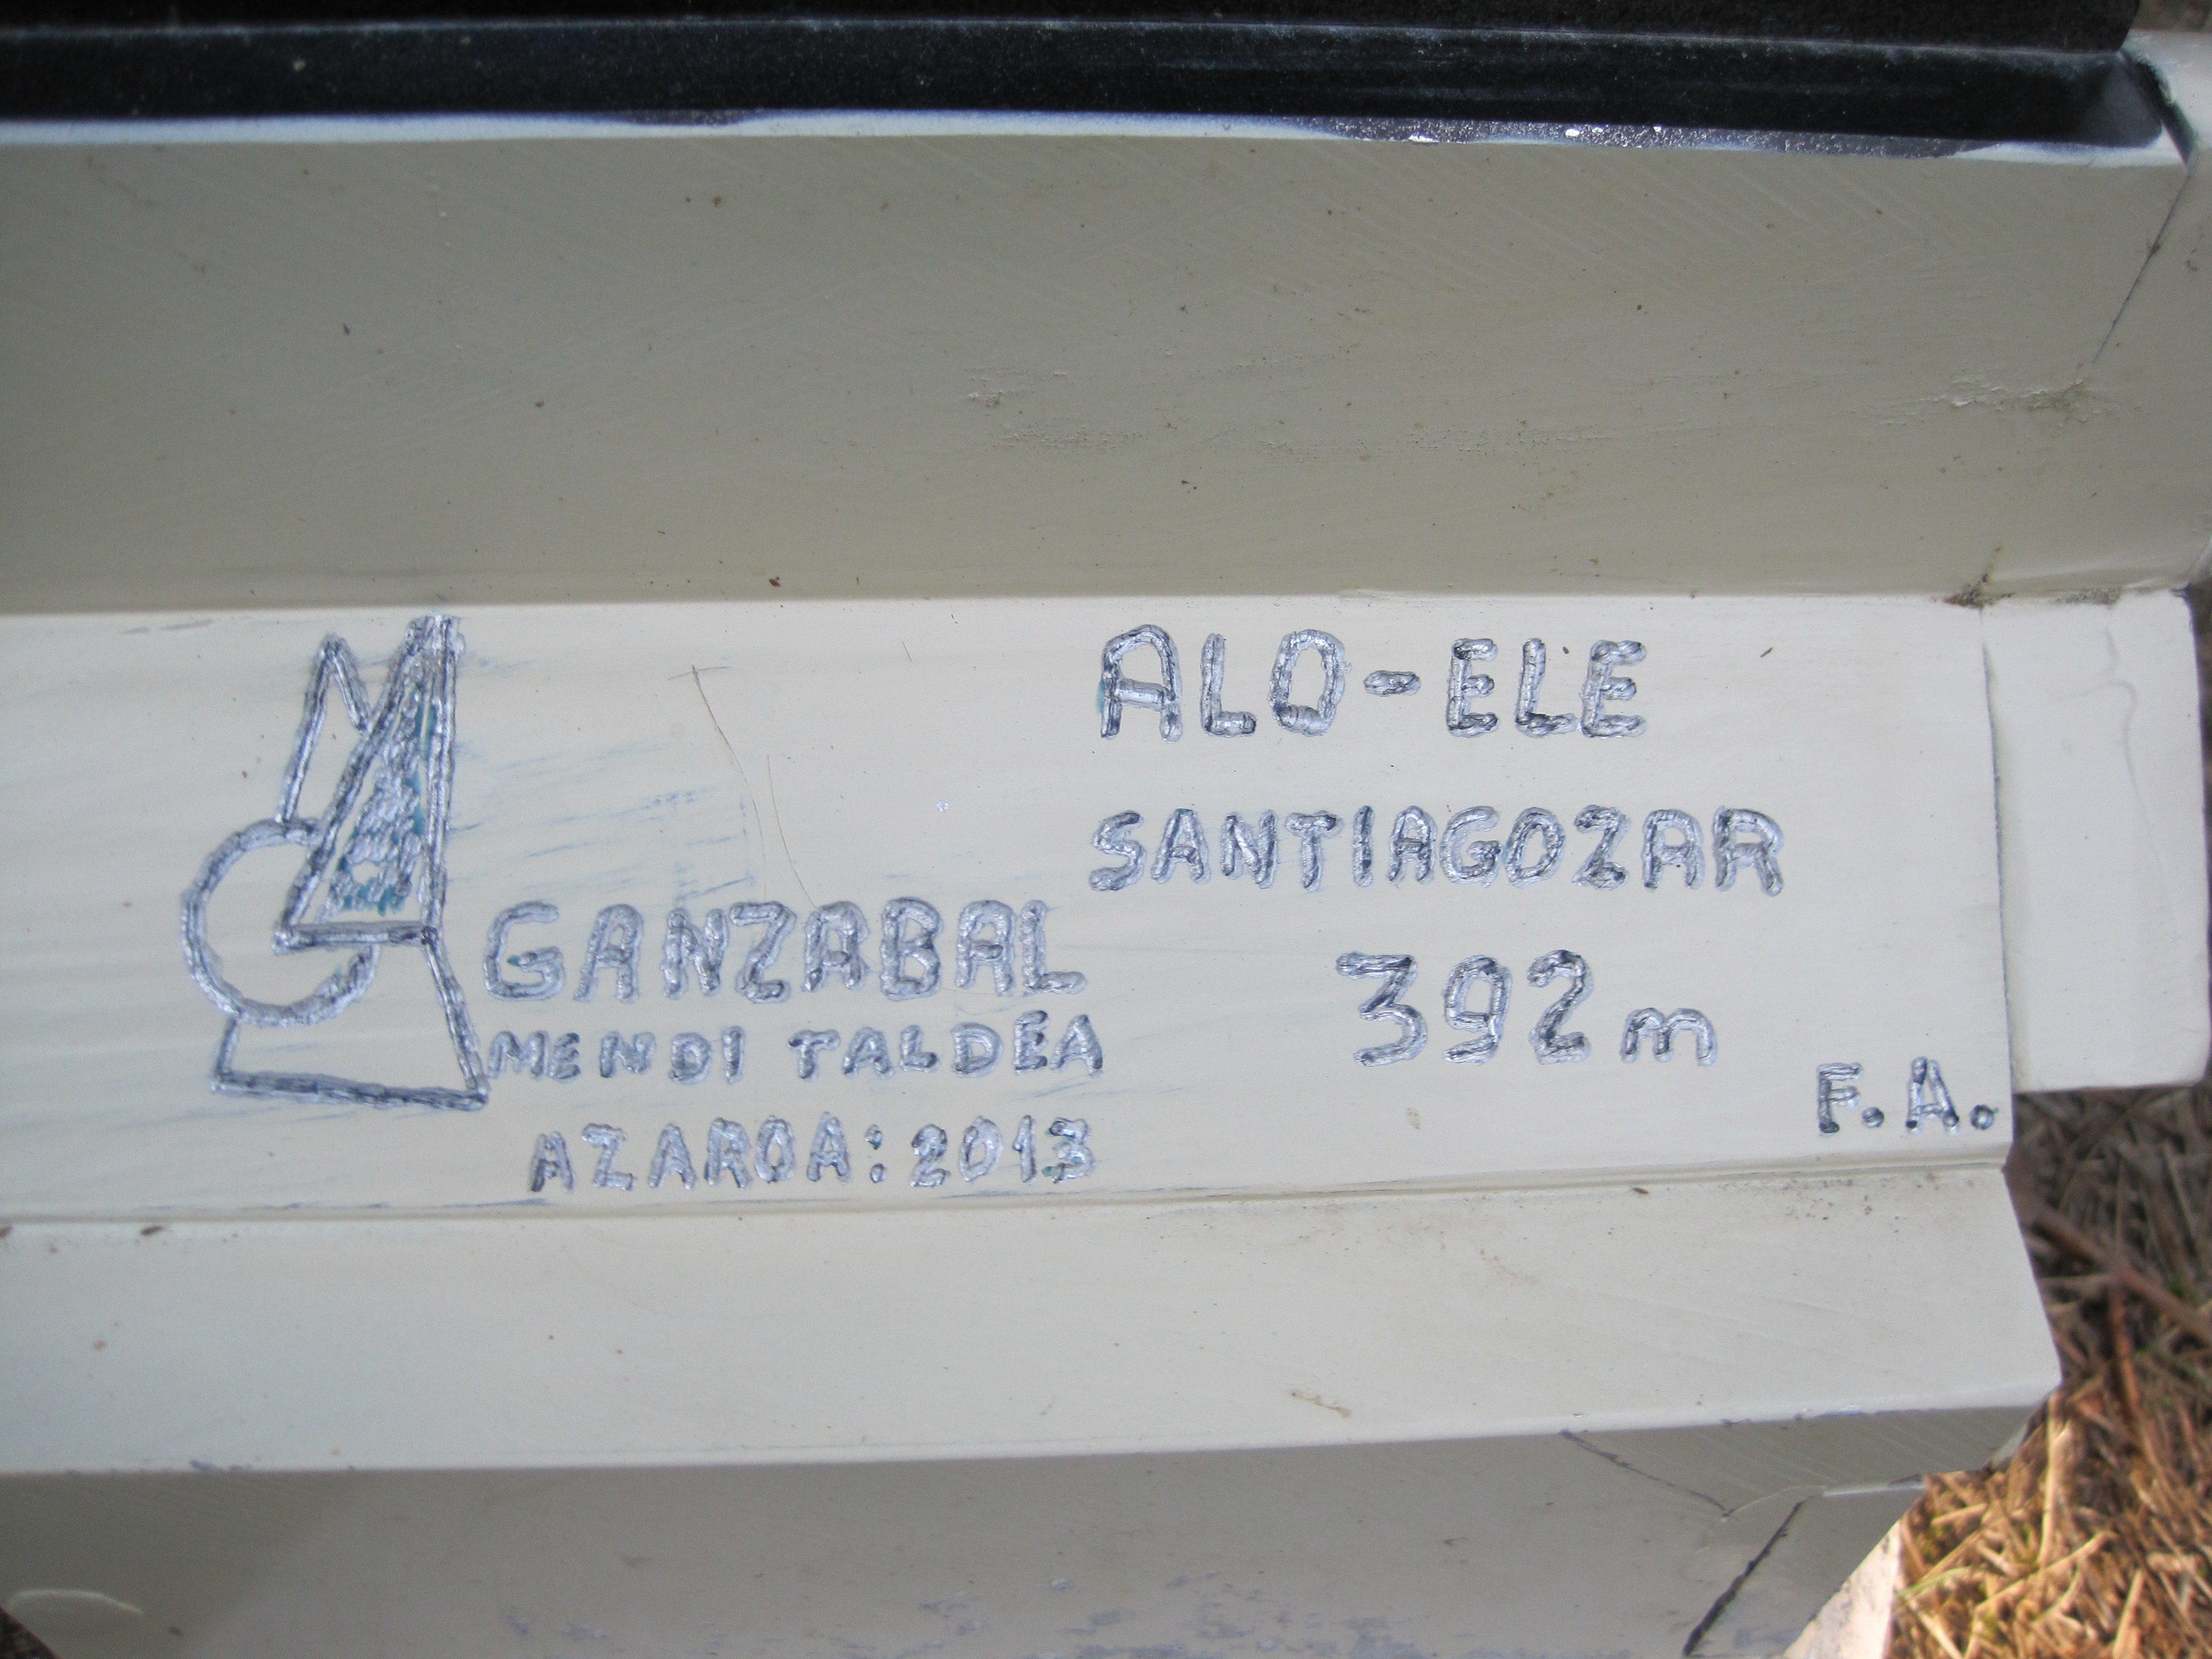 ALO-ELE
SANTIAGOZAR
392m
F.A.
GANZABAL
MENDI TALDEA
AZAROA: 2013